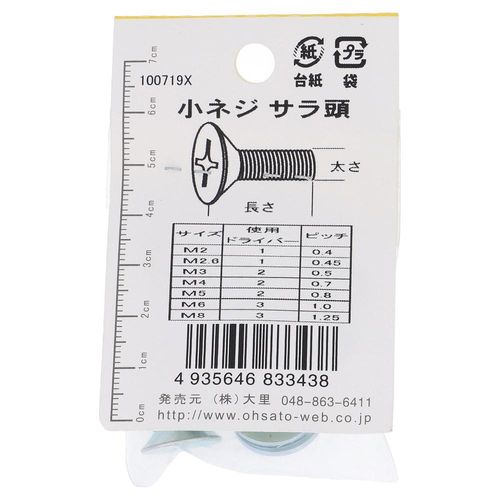 100719X
紙
プラ
台紙 袋
小ネジ サラ頭
太さ
長さ
サイズ 使用ドライバー ピッチ
M2 1 0.4
M2.6 1 0.45
M3 2 0.5
M4 2 0.7
M5 2 0.8
M6 3 1.0
M8 3 1.25
4 935646 833438
発売元 (株)大里 048-863-6411
http://www.ohsato-web.co.jp
7cm
6cm
5cm
4cm
3cm
2cm
1cm
0cm